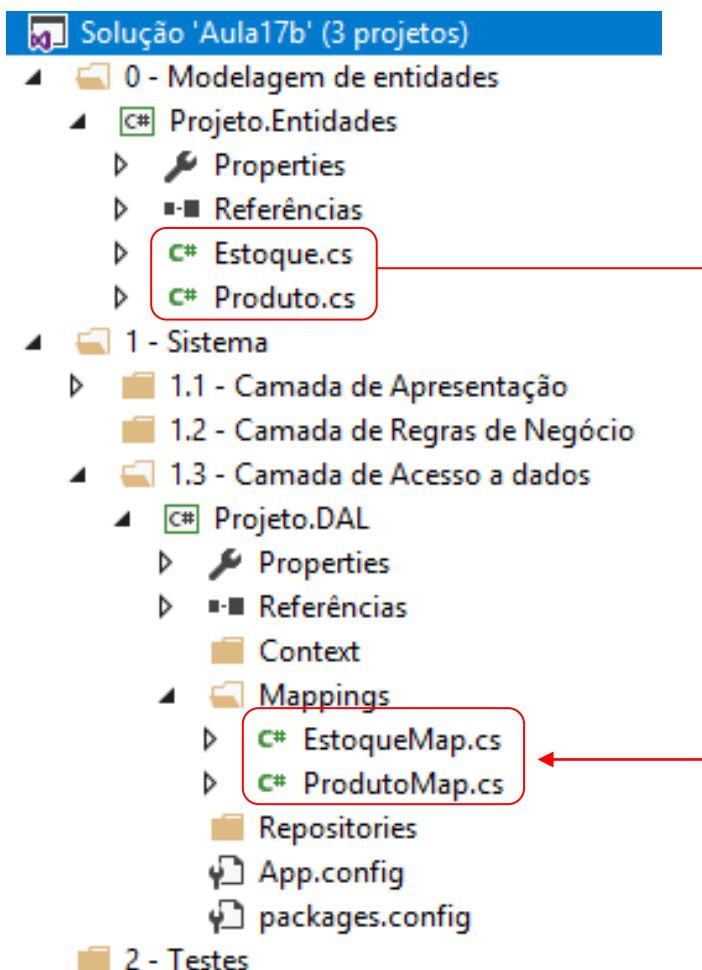 Solução 'Aula17b' (3 projetos)
0 - Modelagem de entidades
C# Projeto.Entidades
Properties
Referências
C# Estoque.cs
C# Produto.cs
1 - Sistema
1.1 - Camada de Apresentação
1.2 - Camada de Regras de Negócio
1.3 - Camada de Acesso a dados
C# Projeto.DAL
Properties
Referências
Context
Mappings
C# EstoqueMap.cs
C# ProdutoMap.cs
Repositories
App.config
packages.config
2 - Testes